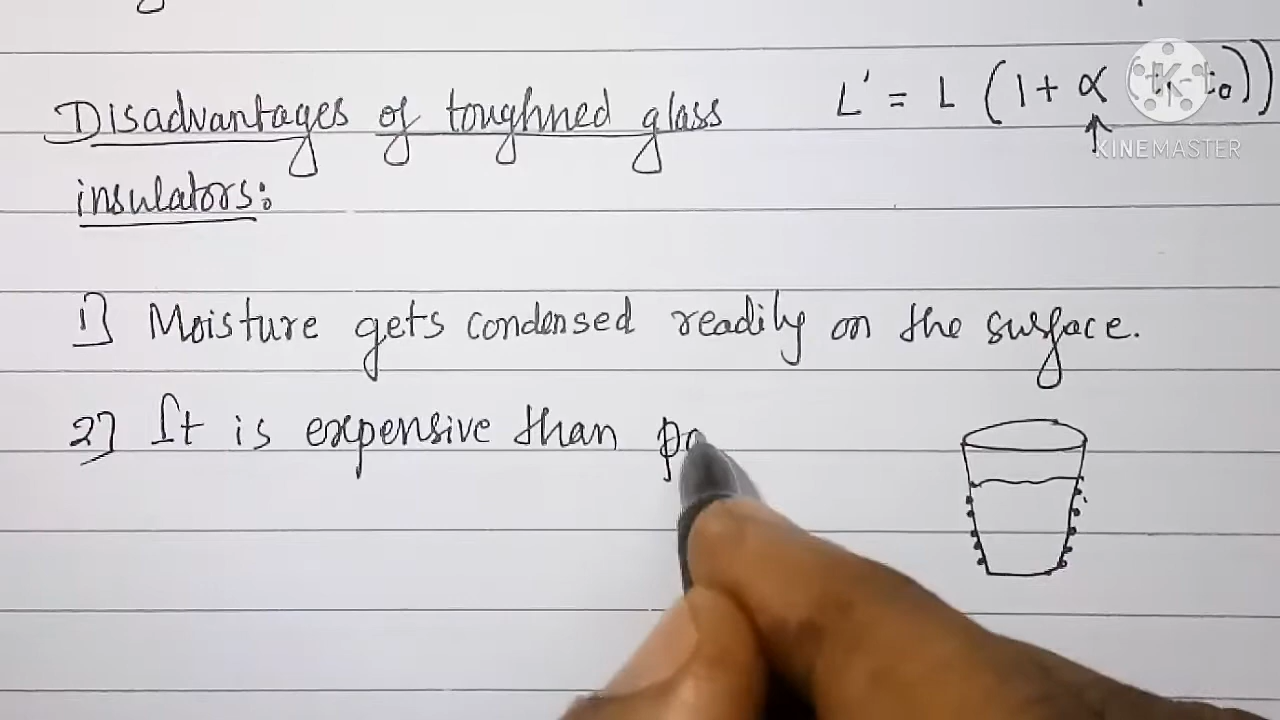 Disadvantages of toughned glass
insulators:
L' = L (1 + α (t₁ - t₀))
KINEMASTER
1] Moisture gets condensed readily on the surface.
2] It is expensive than po